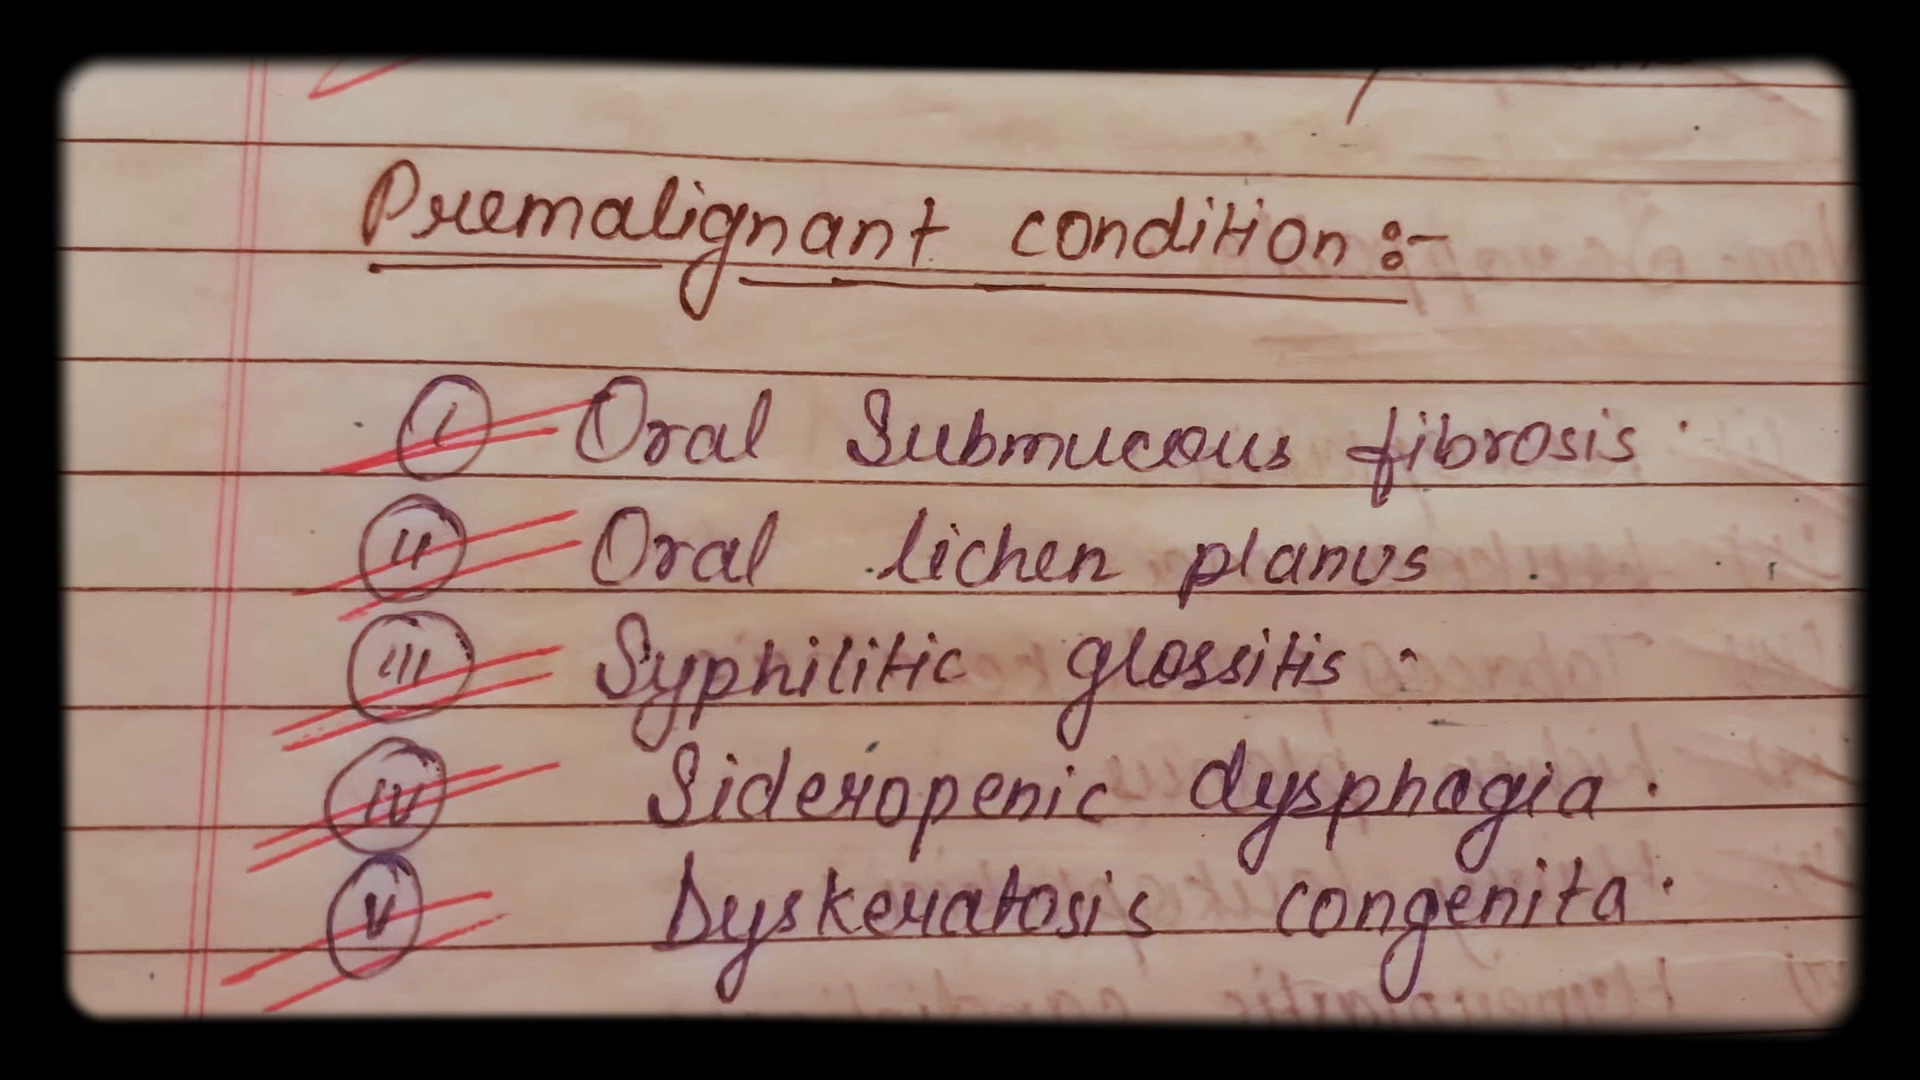 Premalignant condition :-
I Oral Submucous fibrosis.
II Oral lichen planus
III Syphilitic glossitis.
IV Sideropenic dysphagia.
V Dyskeratosis congenita.